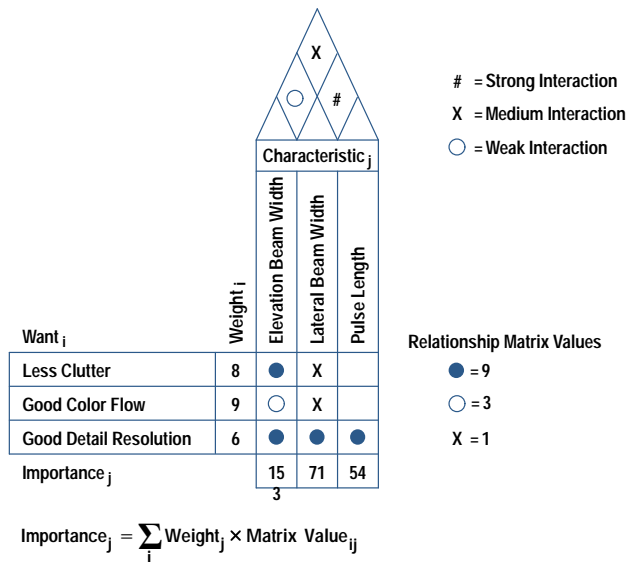 X
#
# = Strong Interaction
X = Medium Interaction
= Weak Interaction
Characteristic j
Elevation Beam Width
Lateral Beam Width
Pulse Length
Want i
Weight i
Relationship Matrix Values
Less Clutter 8 X
= 9
Good Color Flow 9 X
= 3
Good Detail Resolution 6
X = 1
Importance j 15 71 54
3
Importance j = ∑ i Weight j × Matrix Value ij